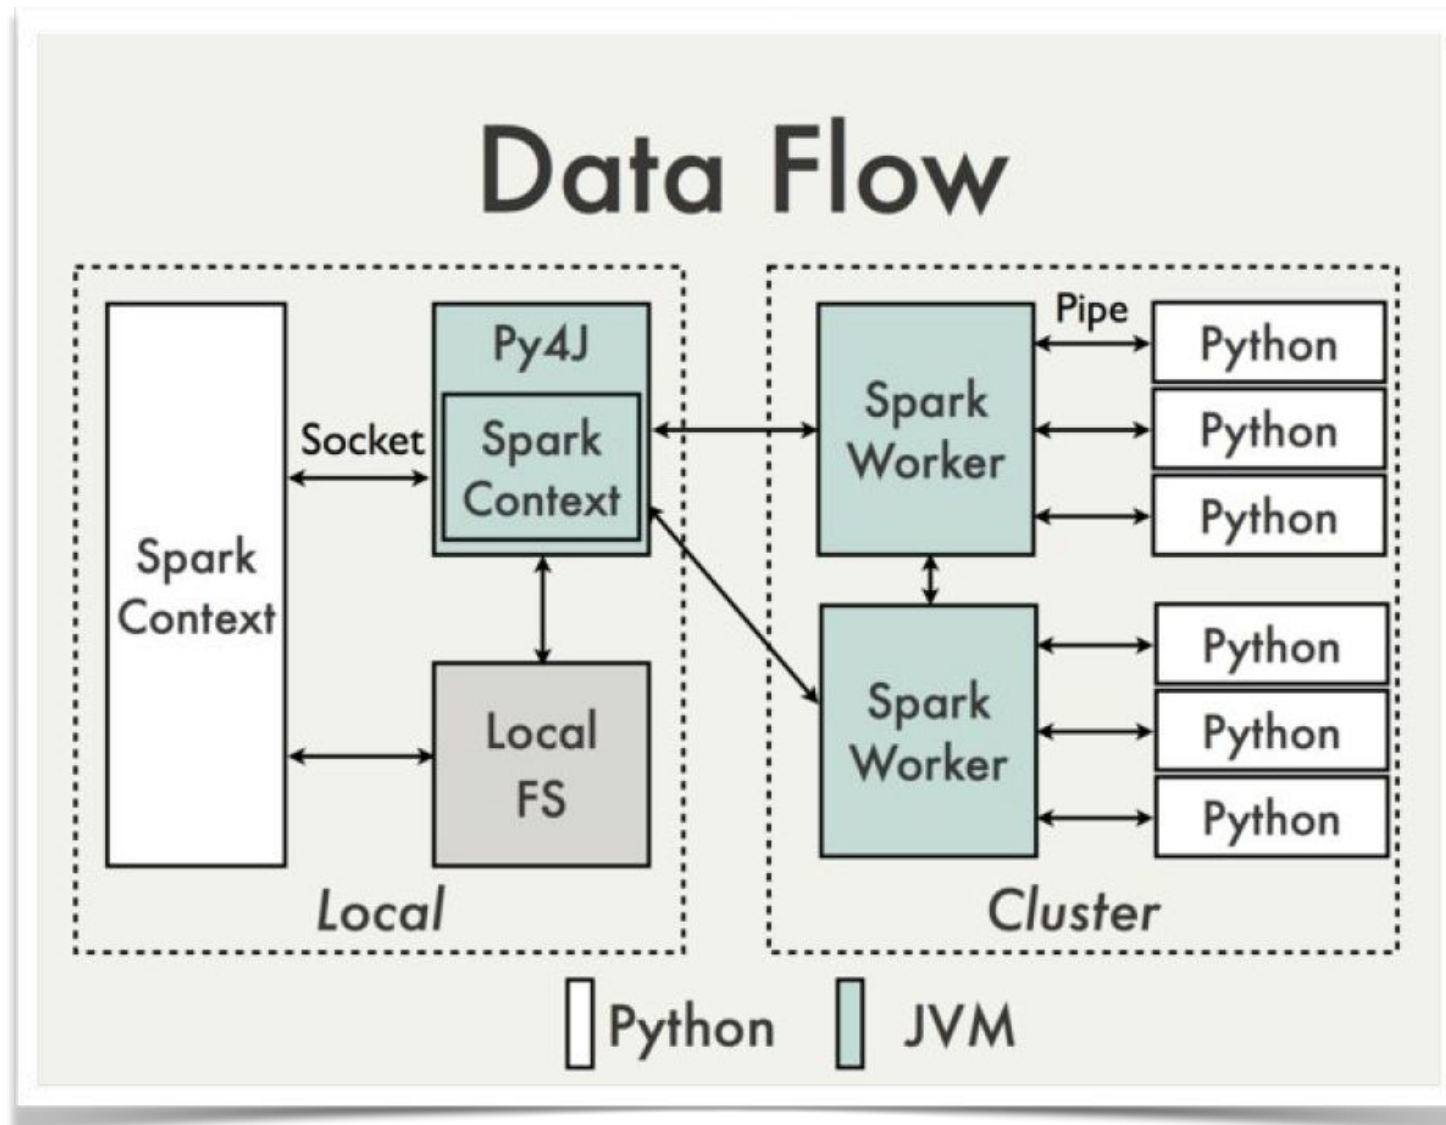 Data Flow
Spark
Context
Socket
Py4J
Spark
Context
Local
FS
Local
Spark
Worker
Pipe
Python
Python
Python
Spark
Worker
Python
Python
Python
Cluster
Python
JVM